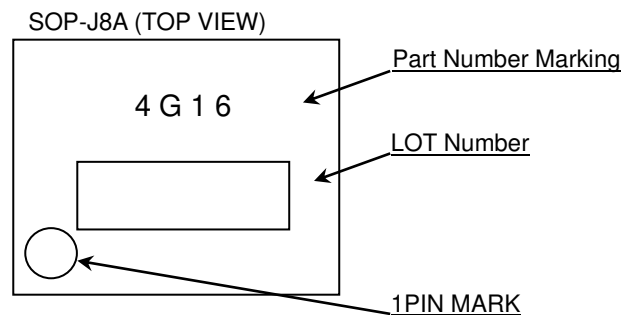 SOP-J8A (TOP VIEW)
Part Number Marking
4 G 1 6
LOT Number
1PIN MARK